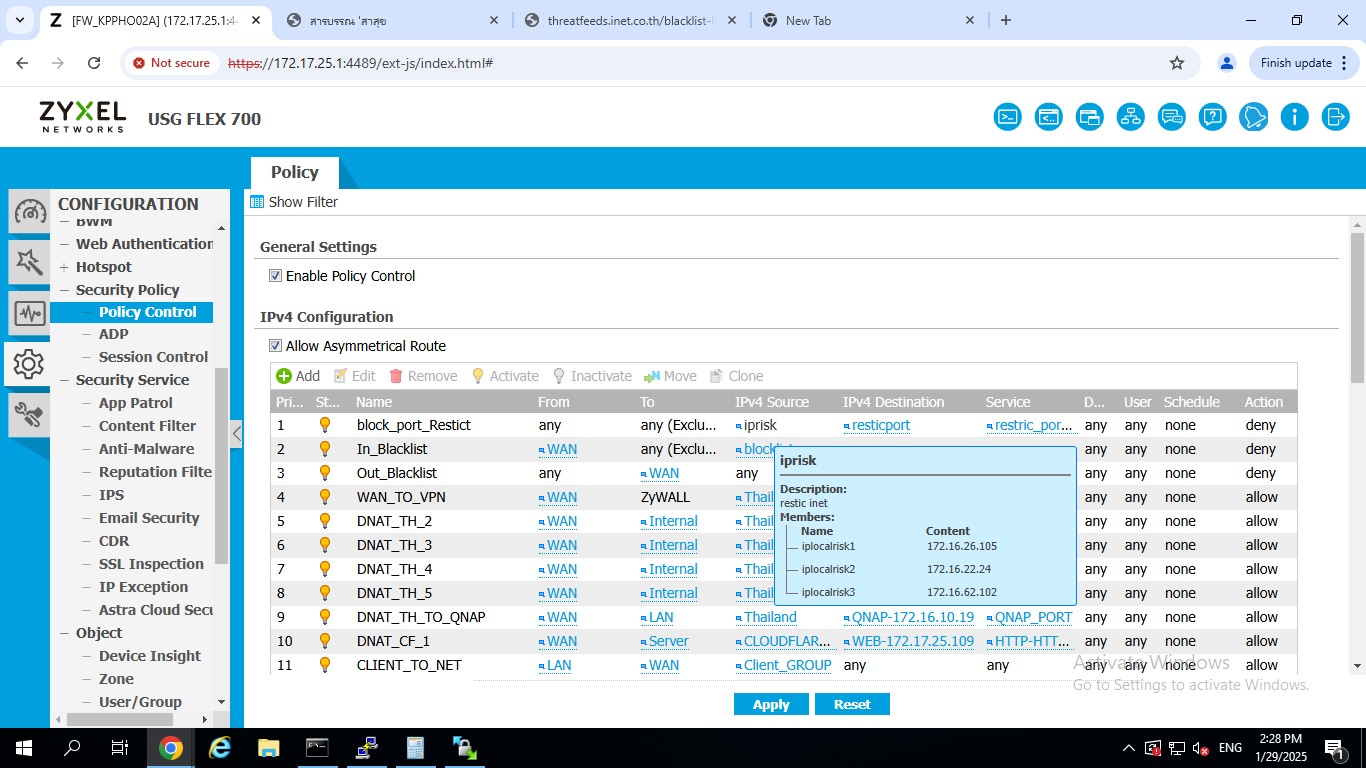 [FW_KPPHO02A] (172.17.25.1:44
สารบรรณ 'สาสุข
threatfeeds.inet.co.th/blacklist-
New Tab
Not secure
https://172.17.25.1:4489/ext-js/index.html#
Finish update
ZYXEL
NETWORKS
USG FLEX 700
Policy
CONFIGURATION
BWM
Web Authentication
Hotspot
Security Policy
Policy Control
ADP
Session Control
Security Service
App Patrol
Content Filter
Anti-Malware
Reputation Filte
IPS
Email Security
CDR
SSL Inspection
IP Exception
Astra Cloud Secu
Object
Device Insight
Zone
User/Group
Show Filter
General Settings
Enable Policy Control
IPv4 Configuration
Allow Asymmetrical Route
Add Edit Remove Activate Inactivate Move Clone
Pri... St... Name From To IPv4 Source IPv4 Destination Service D... User Schedule Action
1 block_port_Restict any any (Exclu... iprisk resticport restric_por... any any none deny
2 In_Blacklist WAN any (Exclu... any any none deny
3 Out_Blacklist any WAN any any any none deny
4 WAN_TO_VPN WAN ZyWALL any any none allow
5 DNAT_TH_2 WAN Internal any any none allow
6 DNAT_TH_3 WAN Internal any any none allow
7 DNAT_TH_4 WAN Internal any any none allow
8 DNAT_TH_5 WAN Internal any any none allow
9 DNAT_TH_TO_QNAP WAN LAN Thailand QNAP-172.16.10.19 QNAP_PORT any any none allow
10 DNAT_CF_1 WAN Server CLOUDFLAR... WEB-172.17.25.109 HTTP-HTT... any any none allow
11 CLIENT_TO_NET LAN WAN Client_GROUP any any any any none allow
iprisk
Description:
restic inet
Members:
Name Content
iplocalrisk1 172.16.26.105
iplocalrisk2 172.16.22.24
iplocalrisk3 172.16.62.102
Activate Windows
Go to Settings to activate Windows.
Apply Reset
ENG
2:28 PM
1/29/2025
1